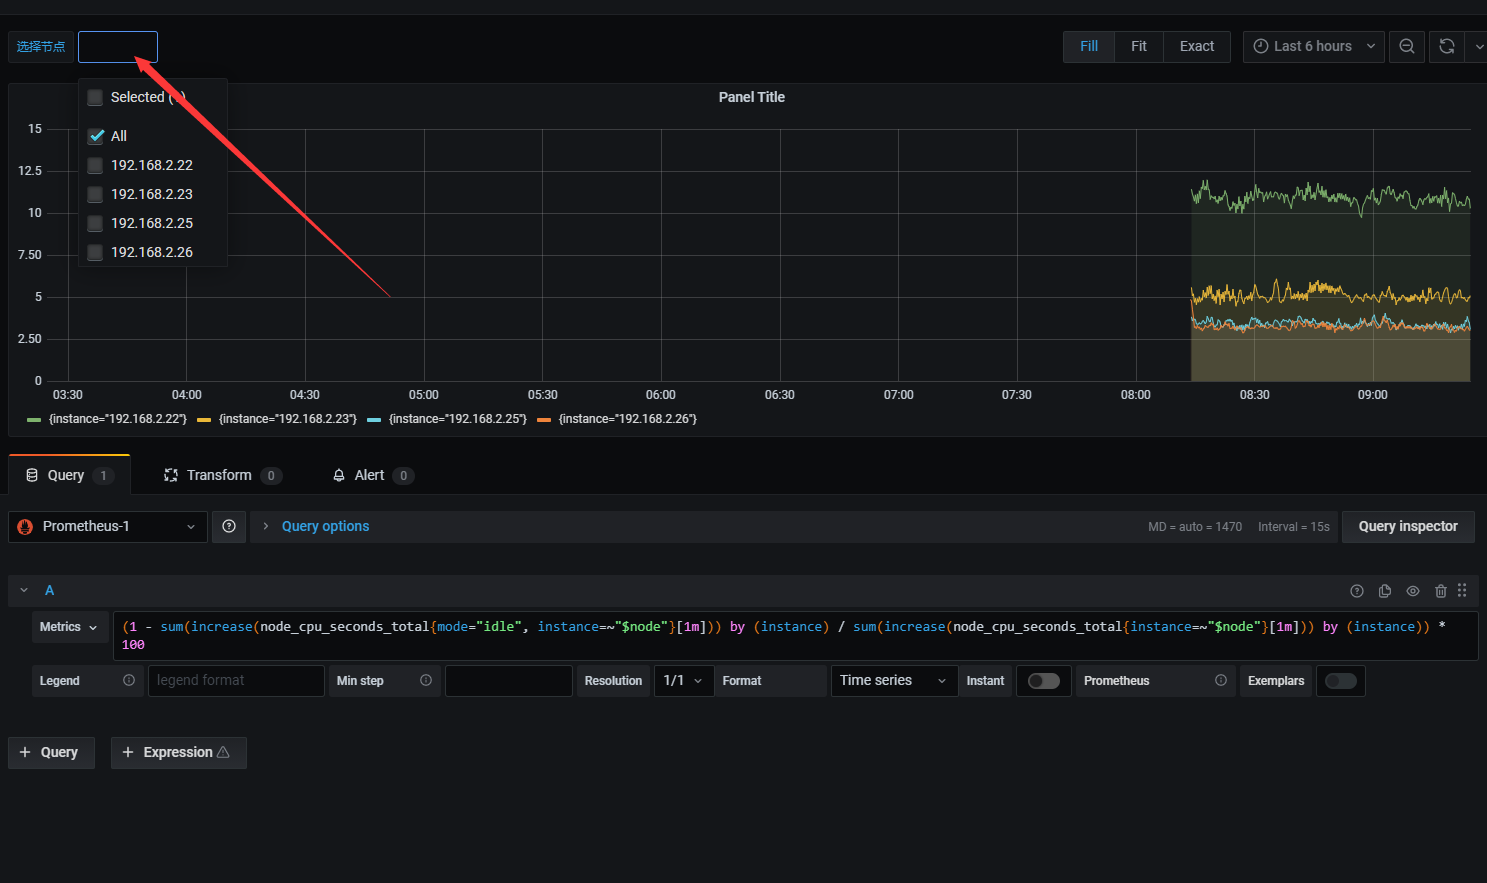 选择节点
Fill Fit Exact Last 6 hours
Selected
All
192.168.2.22
192.168.2.23
192.168.2.25
192.168.2.26
Panel Title
15
12.5
10
7.50
5
2.50
0
03:30 04:00 04:30 05:00 05:30 06:00 06:30 07:00 07:30 08:00 08:30 09:00
{instance="192.168.2.22"} {instance="192.168.2.23"} {instance="192.168.2.25"} {instance="192.168.2.26"}
Query 1 Transform 0 Alert 0
Prometheus-1 Query options MD = auto = 1470 Interval = 15s Query inspector
A
Metrics (1 - sum(increase(node_cpu_seconds_total{mode="idle", instance=~"$node"}[1m])) by (instance) / sum(increase(node_cpu_seconds_total{instance=~"$node"}[1m])) by (instance)) *
100
Legend legend format Min step Resolution 1/1 Format Time series Instant Prometheus Exemplars
+ Query + Expression